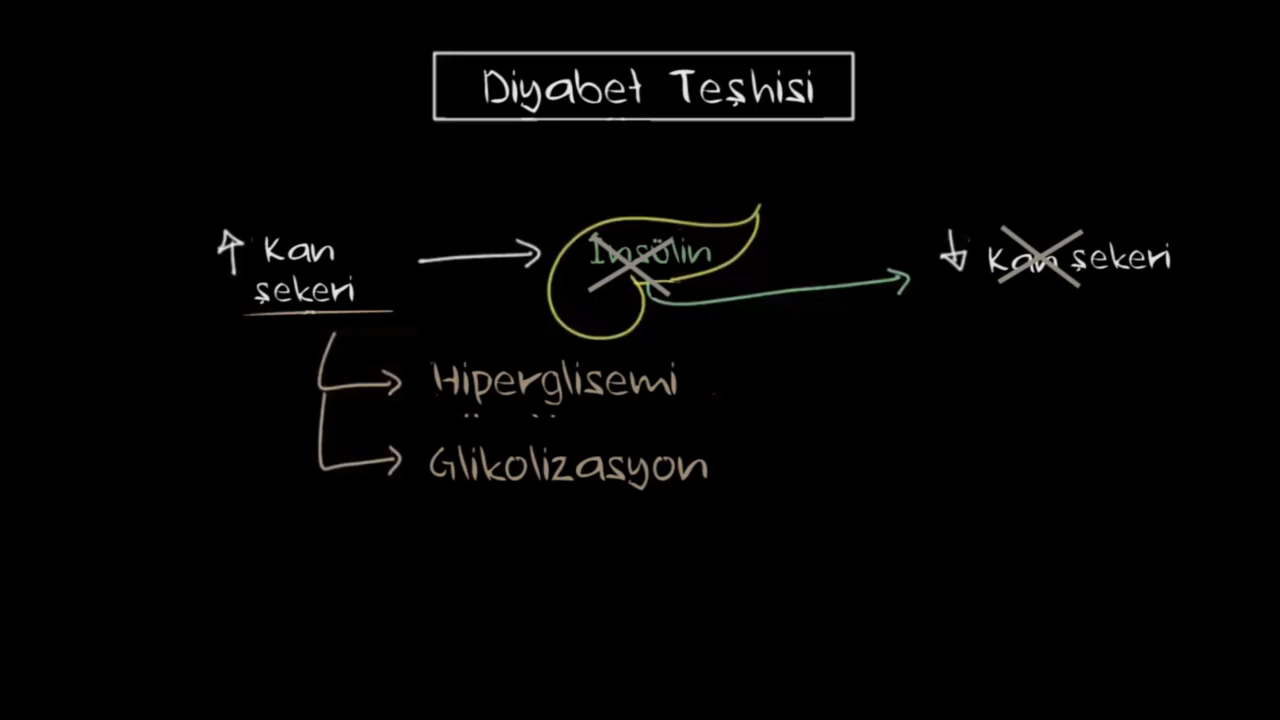 Diyabet Teşhisi
↑ Kan
şekeri
İnsülin
↓ Kan şekeri
Hiperglisemi
Glikolizasyon